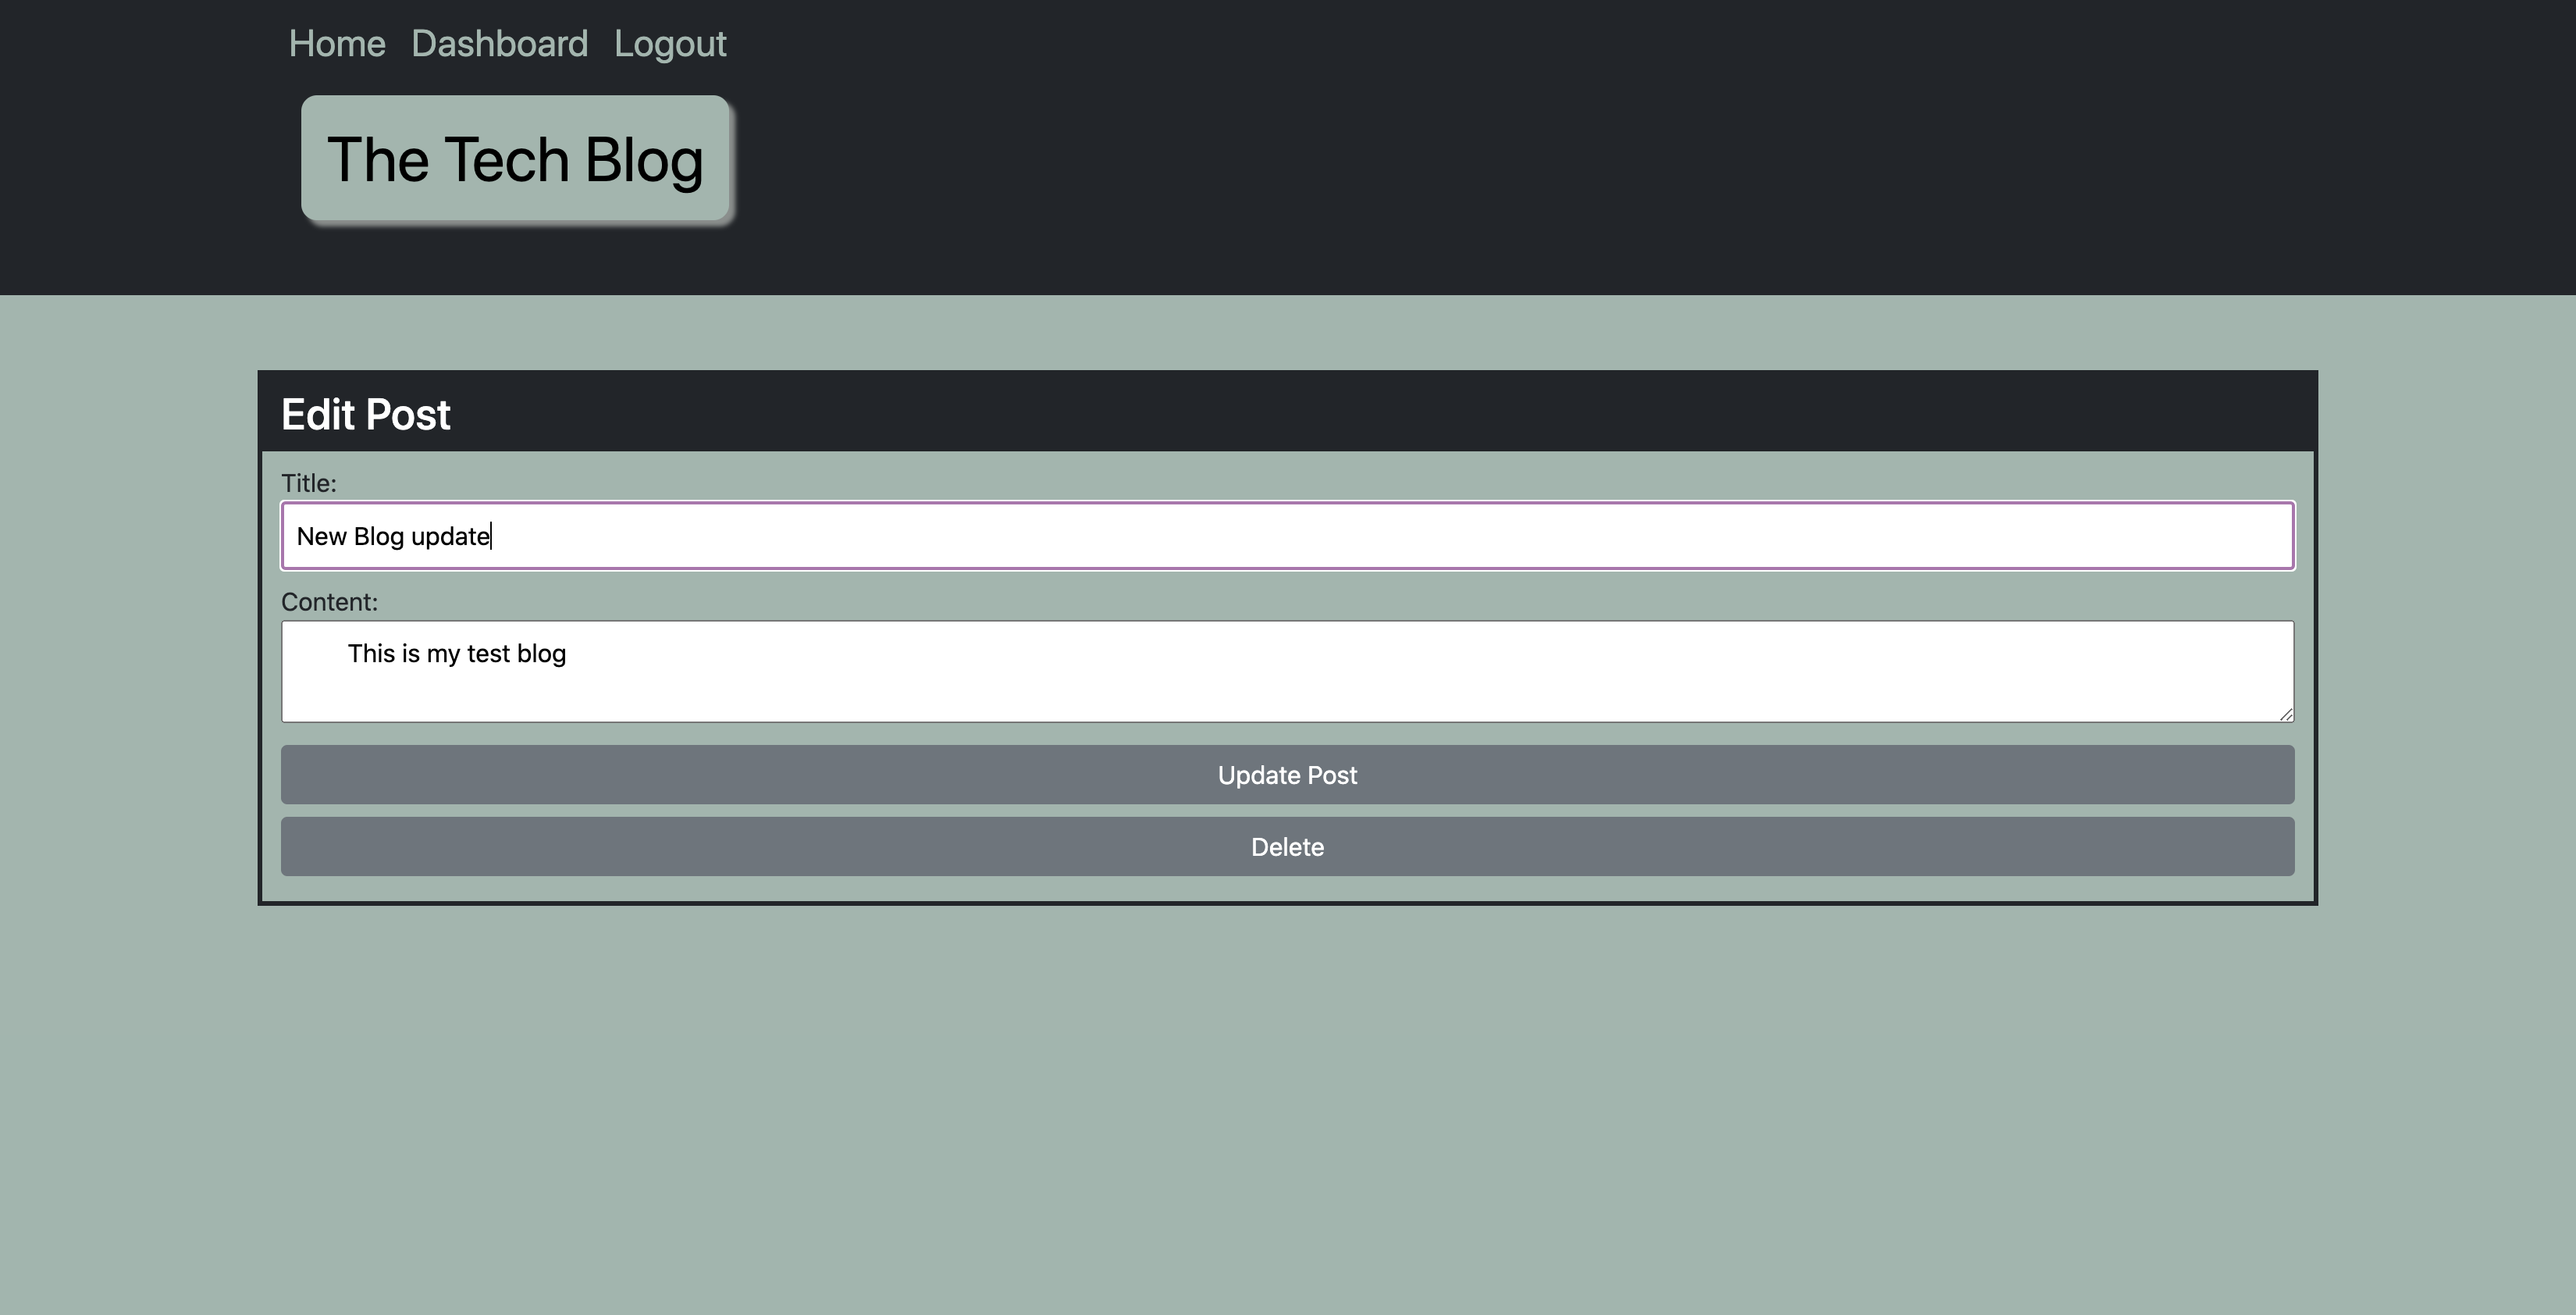 Home Dashboard Logout
The Tech Blog
Edit Post
Title:
New Blog update
Content:
This is my test blog
Update Post
Delete